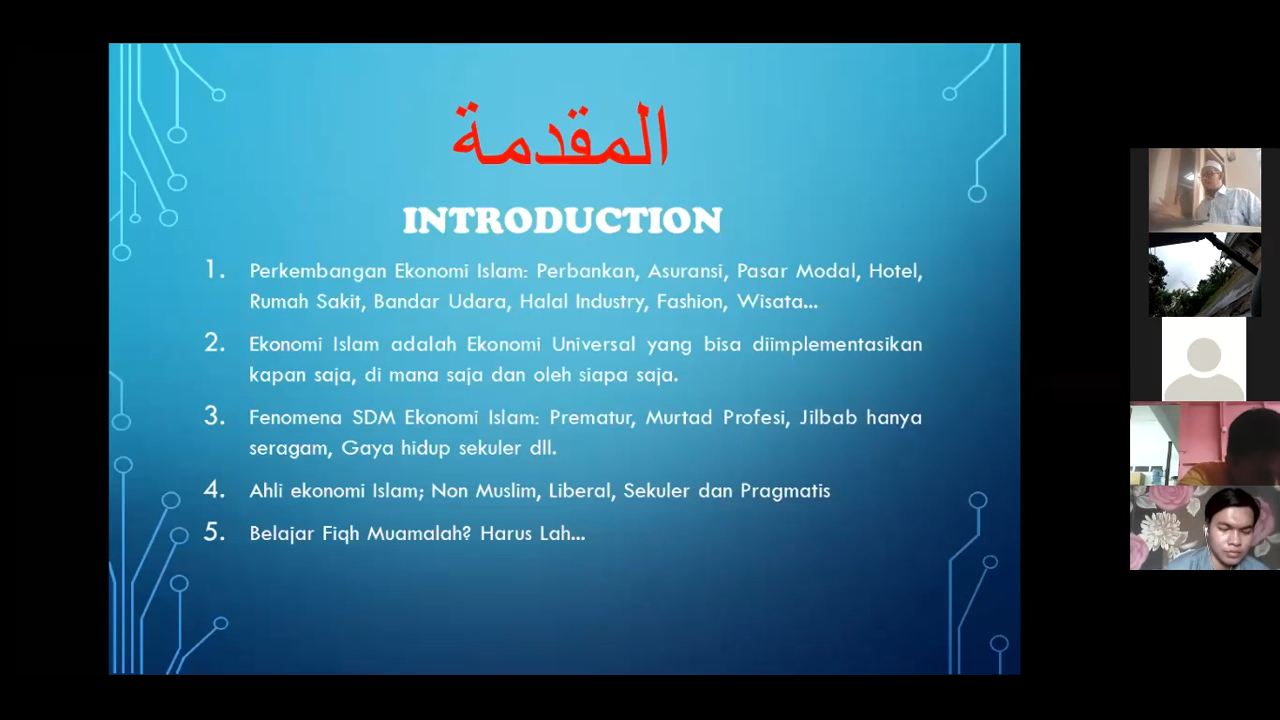 المقدمة
INTRODUCTION
1. Perkembangan Ekonomi Islam: Perbankan, Asuransi, Pasar Modal, Hotel,
Rumah Sakit, Bandar Udara, Halal Industry, Fashion, Wisata...
2. Ekonomi Islam adalah Ekonomi Universal yang bisa diimplementasikan
kapan saja, di mana saja dan oleh siapa saja.
3. Fenomena SDM Ekonomi Islam: Prematur, Murtad Profesi, Jilbab hanya
seragam, Gaya hidup sekuler dll.
4. Ahli ekonomi Islam; Non Muslim, Liberal, Sekuler dan Pragmatis
5. Belajar Fiqh Muamalah? Harus Lah...